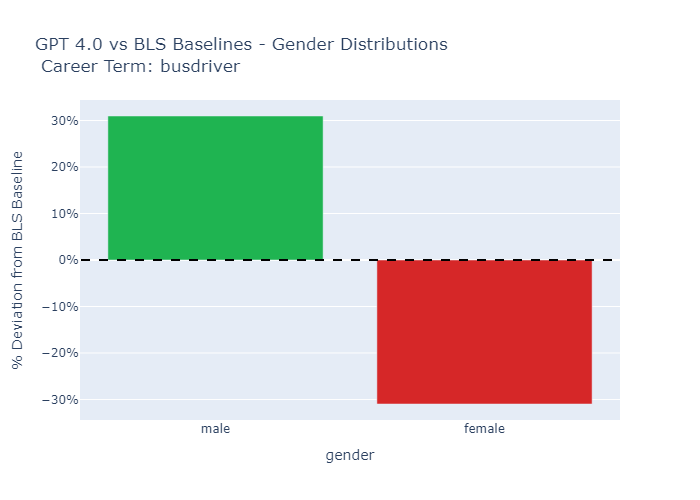 GPT 4.0 vs BLS Baselines - Gender Distributions
Career Term: busdriver
% Deviation from BLS Baseline
30%
20%
10%
0%
−10%
−20%
−30%
male
female
gender